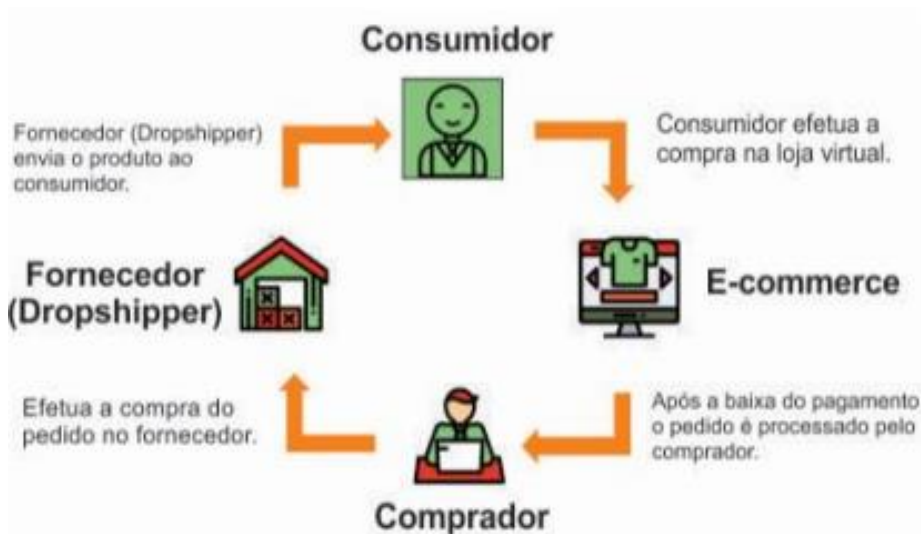 Consumidor
Fornecedor (Dropshipper)
envia o produto ao
consumidor.
Consumidor efetua a
compra na loja virtual.
Fornecedor
(Dropshipper)
E-commerce
Efetua a compra do
pedido no fornecedor.
Após a baixa do pagamento
o pedido é processado pelo
comprador.
Comprador